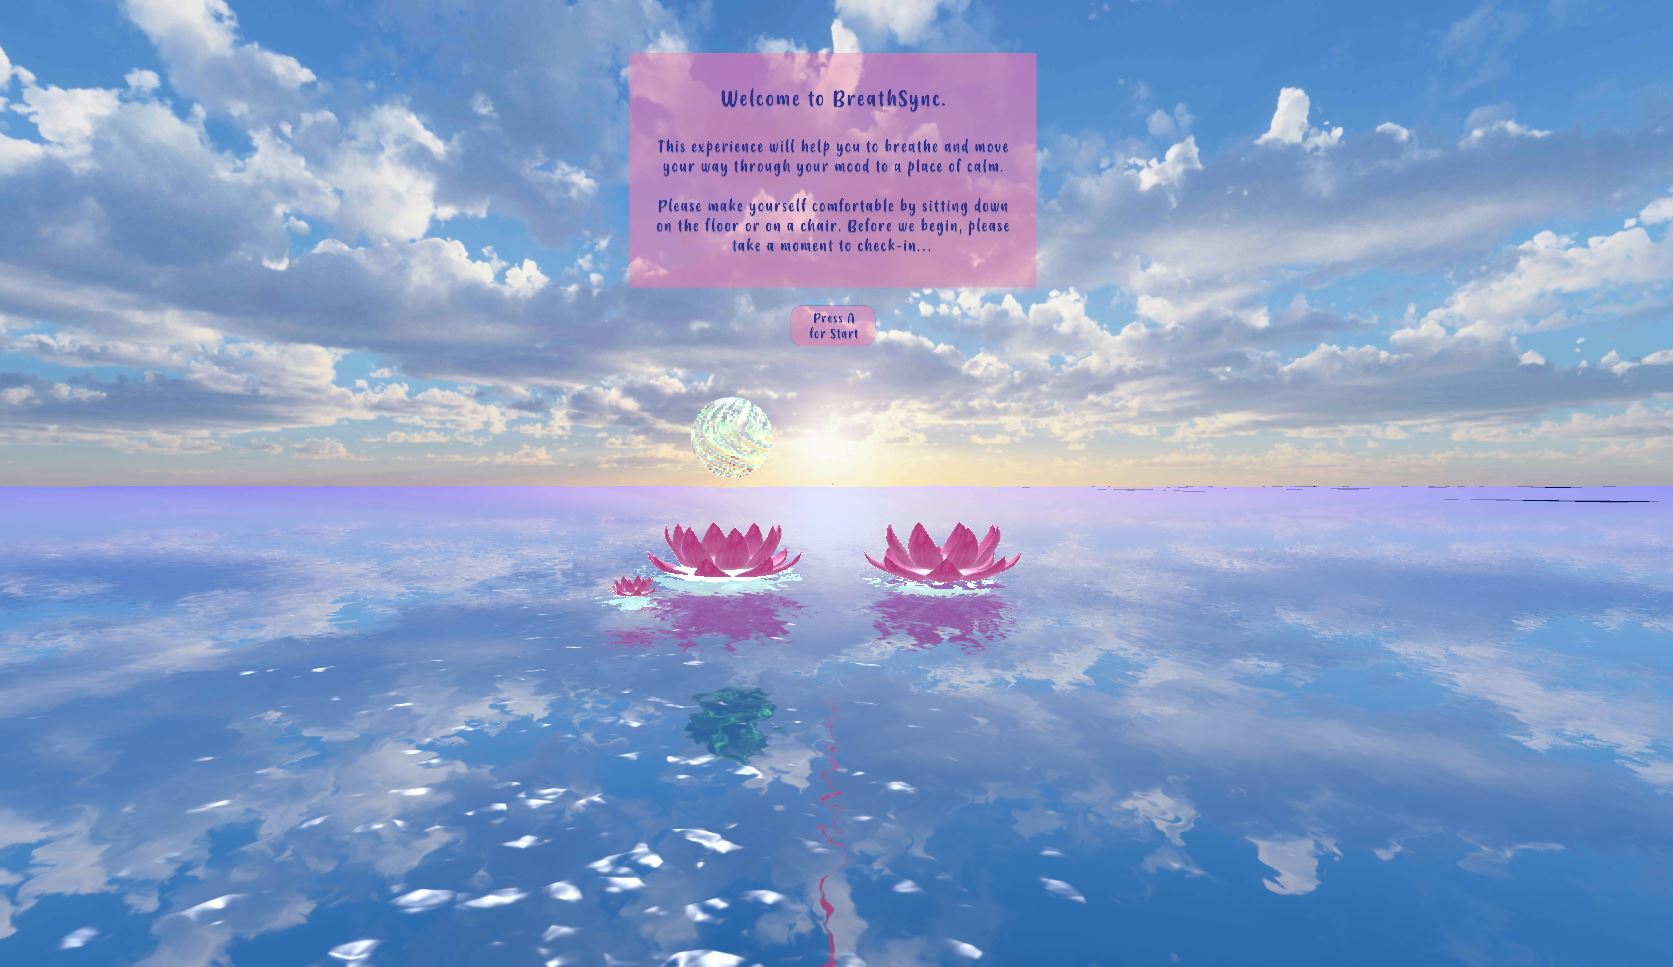 Welcome to BreathSync.
This experience will help you to breathe and move
your way through your mood to a place of calm.
Please make yourself comfortable by sitting down
on the floor or on a chair. Before we begin, please
take a moment to check-in...
Press A
for Start